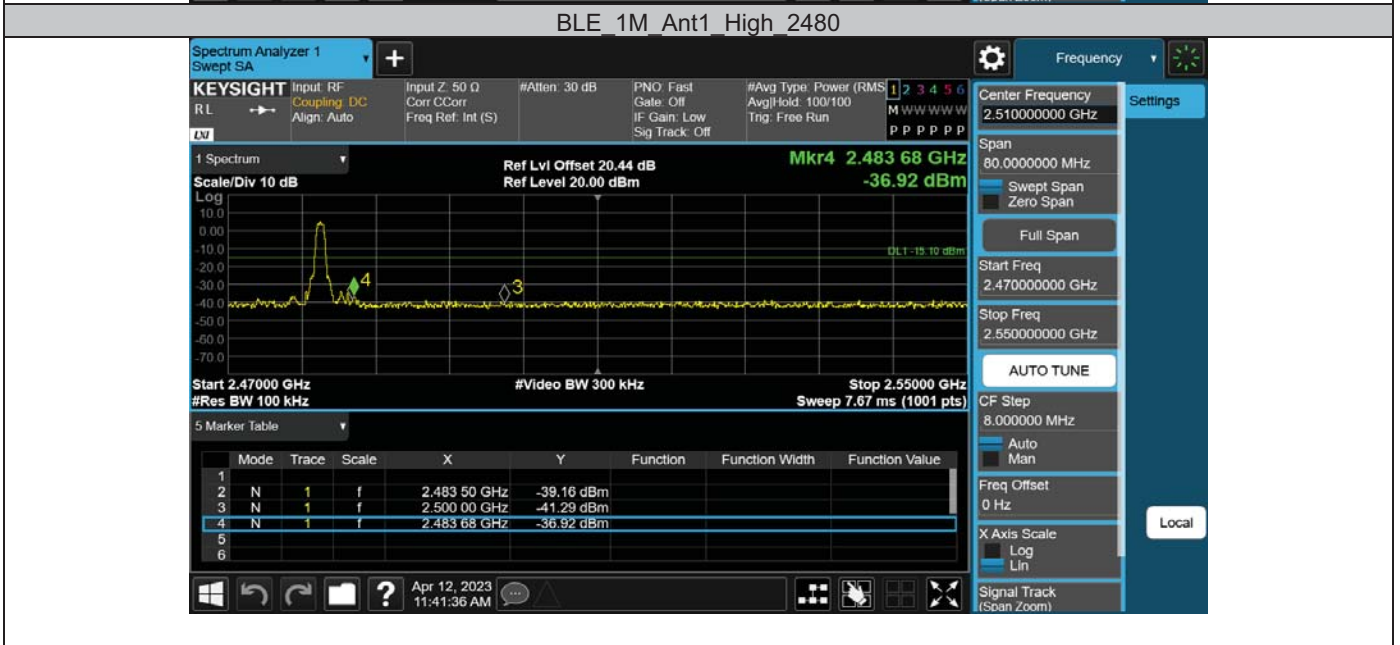 BLE_1M_Ant1_High_2480
Spectrum Analyzer 1
Swept SA
+
Frequency
KEYSIGHT
RL
LXI
Input: RF
Coupling: DC
Align: Auto
Input Z: 50 Ω
Corr CCorr
Freq Ref: Int (S)
#Atten: 30 dB
PNO: Fast
Gate: Off
IF Gain: Low
Sig Track: Off
#Avg Type: Power (RMS
Avg|Hold: 100/100
Trig: Free Run
1 2 3 4 5 6
M W W W W W
P P P P P P
1 Spectrum
Scale/Div 10 dB
Ref Lvl Offset 20.44 dB
Ref Level 20.00 dBm
Mkr4 2.483 68 GHz
-36.92 dBm
Log
10.0
0.00
-10.0
-20.0
-30.0
-40.0
-50.0
-60.0
-70.0
DL1 -15.10 dBm
4
3
Start 2.47000 GHz
#Res BW 100 kHz
#Video BW 300 kHz
Stop 2.55000 GHz
Sweep 7.67 ms (1001 pts)
5 Marker Table
Mode Trace Scale X Y Function Function Width Function Value
1
2 N 1 f 2.483 50 GHz -39.16 dBm
3 N 1 f 2.500 00 GHz -41.29 dBm
4 N 1 f 2.483 68 GHz -36.92 dBm
5
6
?
Apr 12, 2023
11:41:36 AM
Center Frequency
2.510000000 GHz
Settings
Span
80.0000000 MHz
Swept Span
Zero Span
Full Span
Start Freq
2.470000000 GHz
Stop Freq
2.550000000 GHz
AUTO TUNE
CF Step
8.000000 MHz
Auto
Man
Freq Offset
0 Hz
X Axis Scale
Log
Lin
Local
Signal Track
(Span Zoom)